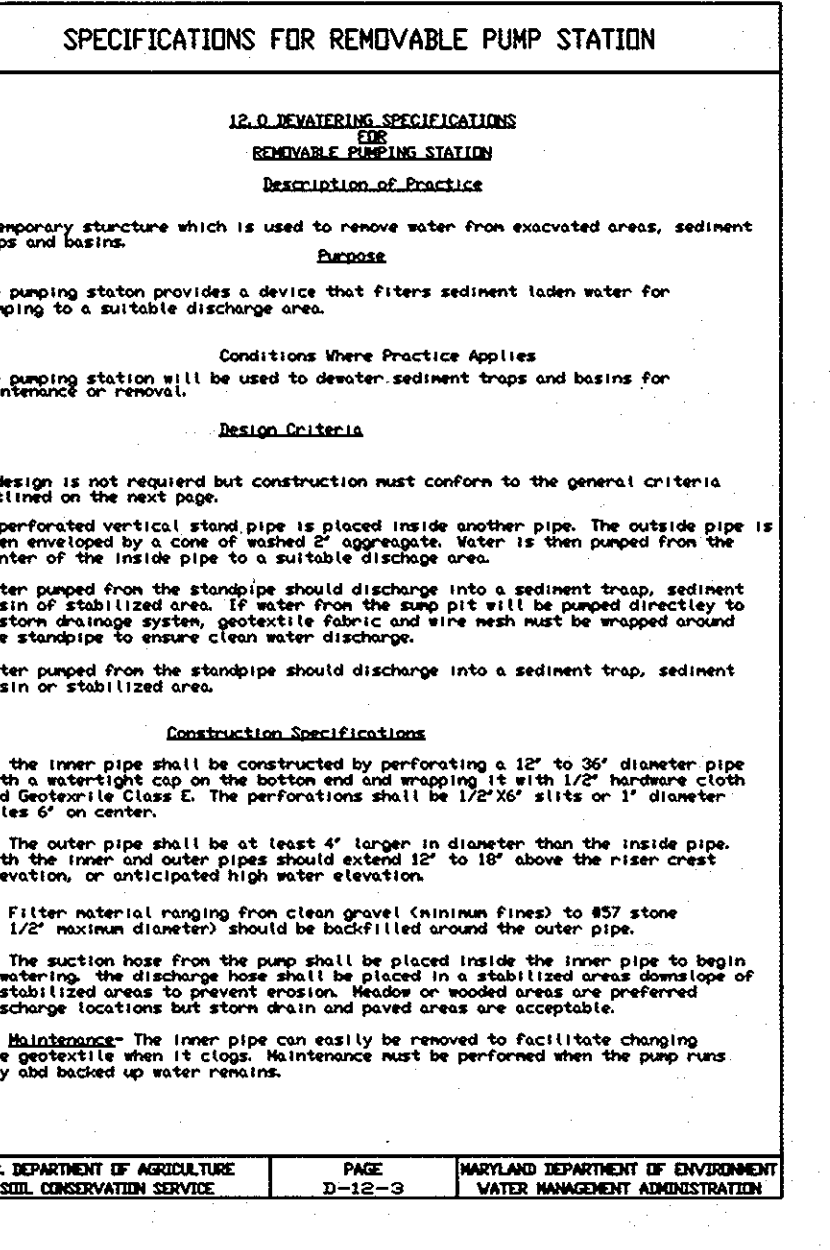 SPECIFICATIONS FOR REMOVABLE PUMP STATION
12.0 DEWATERING SPECIFICATIONS
FOR
REMOVABLE PUMPING STATION
Description of Practice
emporary sturcture which is used to remove water from exacvated areas, sediment
ps and basins.
Purpose
pumping staton provides a device that fiters sediment laden water for
ping to a suitable discharge area.
Conditions Where Practice Applies
pumping station will be used to dewater sediment traps and basins for
ntenance or removal.
Design Criteria
design is not requierd but construction must conform to the general criteria
tlined on the next page.
perforated vertical stand pipe is placed inside another pipe. The outside pipe is
en enveloped by a cone of washed 2" aggreagate. Water is then pumped from the
nter of the inside pipe to a suitable dischage area.
ter pumped from the standpipe should discharge into a sediment traap, sediment
sin of stabilized area. If water from the sump pit will be pumped directley to
storm drainage system, geotextile fabric and wire mesh must be wrapped around
e standpipe to ensure clean water discharge.
ter pumped from the standpipe should discharge into a sediment trap, sediment
sin or stabilized area.
Construction Specifications
the inner pipe shall be constructed by perforating a 12" to 36" diameter pipe
th a watertight cap on the bottom end and wrapping it with 1/2" hardware cloth
d Geotexrile Class E. The perforations shall be 1/2"X6" slits or 1" diameter
les 6" on center.
The outer pipe shall be at least 4" larger in diameter than the inside pipe.
th the inner and outer pipes should extend 12" to 18" above the riser crest
evation, or anticipated high water elevation.
Filter material ranging from clean gravel (minimum fines) to #57 stone
1/2" maximum diameter) should be backfilled around the outer pipe.
The suction hose from the pump shall be placed inside the inner pipe to begin
watering. the discharge hose shall be placed in a stabilized areas downslope of
stabilized areas to prevent erosion. Meadow or wooded areas are preferred
scharge locations but storm drain and paved areas are acceptable.
Maintenance- The inner pipe can easily be removed to facilitate changing
e geotextile when it clogs. Maintenance must be performed when the pump runs
y abd backed up water remains.
. DEPARTMENT OF AGRICULTURE
SOIL CONSERVATION SERVICE
PAGE
D-12-3
MARYLAND DEPARTMENT OF ENVIRONMENT
WATER MANAGEMENT ADMINISTRATION